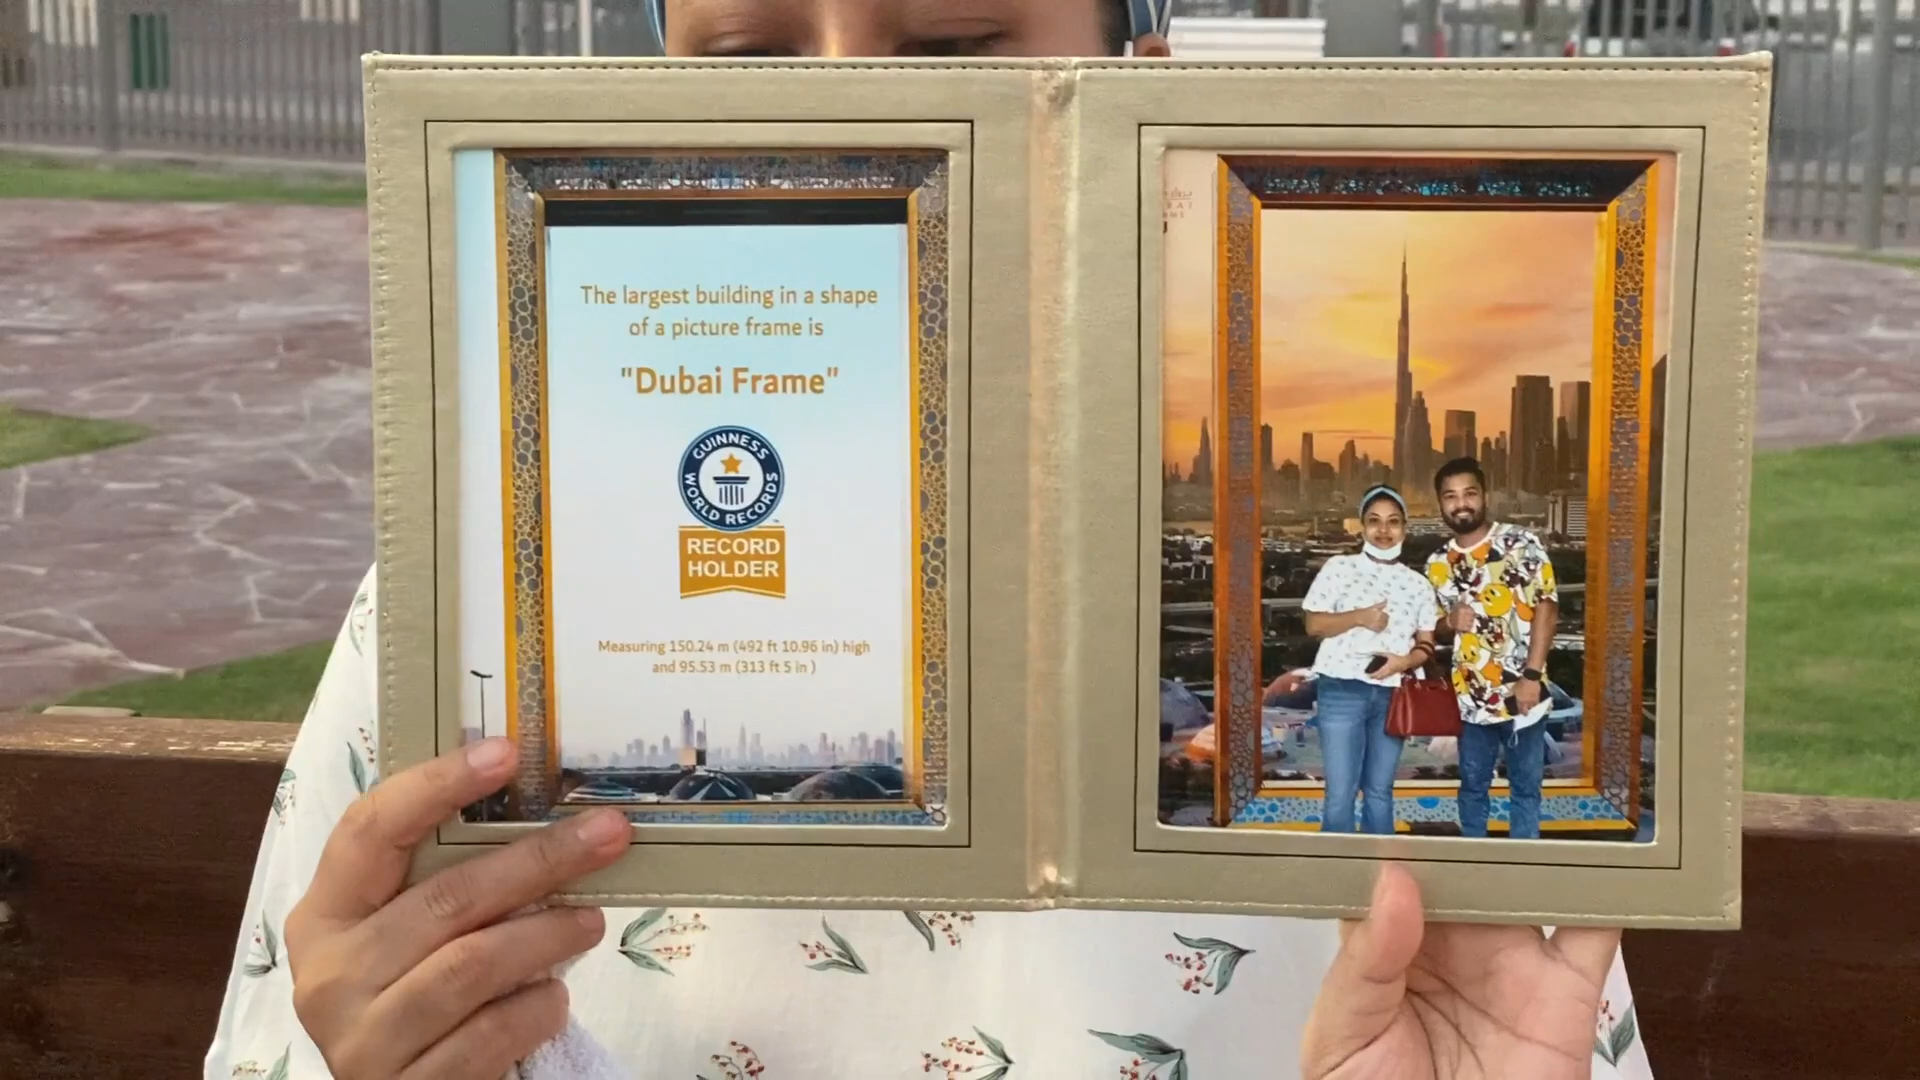 The largest building in a shape
of a picture frame is
"Dubai Frame"
GUINNESS
WORLD RECORDS
RECORD
HOLDER
Measuring 150.24 m (492 ft 10.96 in) high
and 95.53 m (313 ft 5 in )